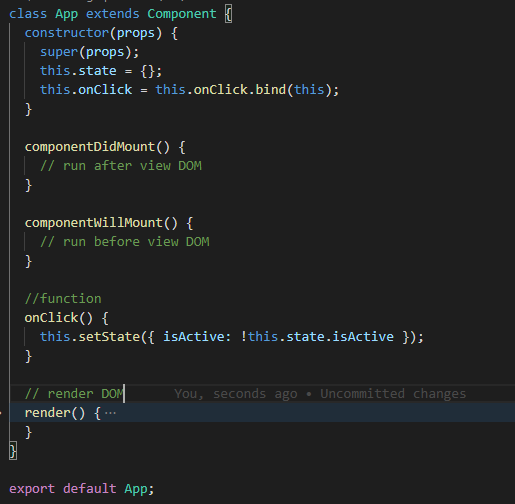 class App extends Component {
constructor(props) {
super(props);
this.state = {};
this.onClick = this.onClick.bind(this);
}
componentDidMount() {
// run after view DOM
}
componentWillMount() {
// run before view DOM
}
//function
onClick() {
this.setState({ isActive: !this.state.isActive });
}
// render DOM You, seconds ago • Uncommitted changes
render() {···
}
}
export default App;